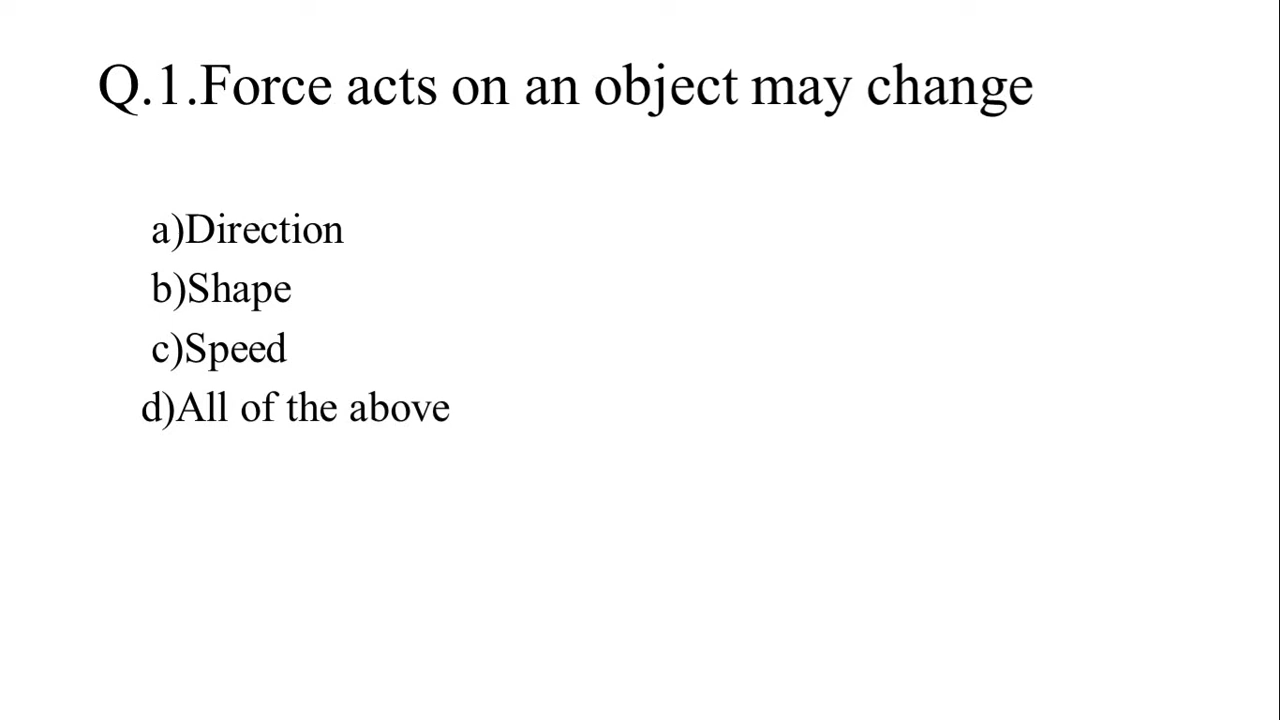 Q.1.Force acts on an object may change
a)Direction
b)Shape
c)Speed
d)All of the above